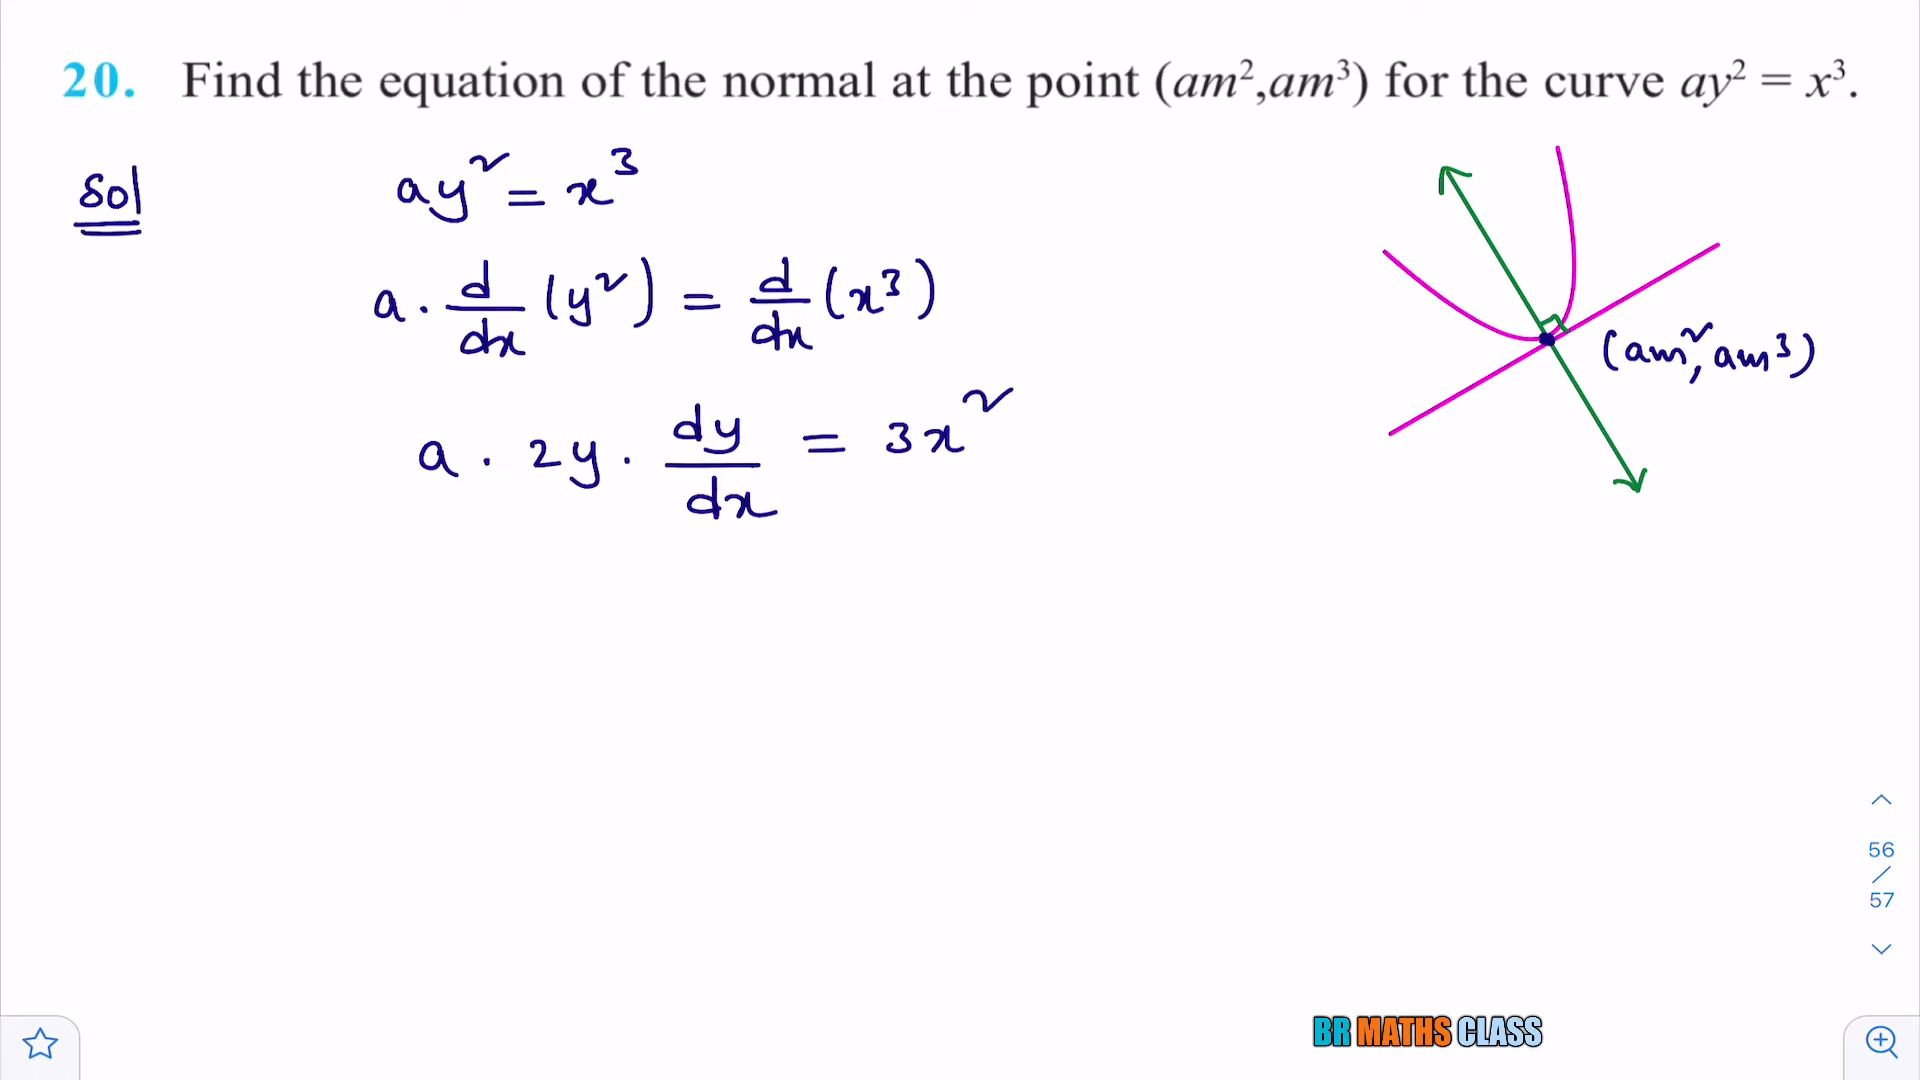 20. Find the equation of the normal at the point (am²,am³) for the curve ay² = x³.
Sol
ay² = x³
a · d/dx (y²) = d/dx (x³)
a · 2y · dy/dx = 3x²
(am², am³)
56
/
57
BR MATHS CLASS